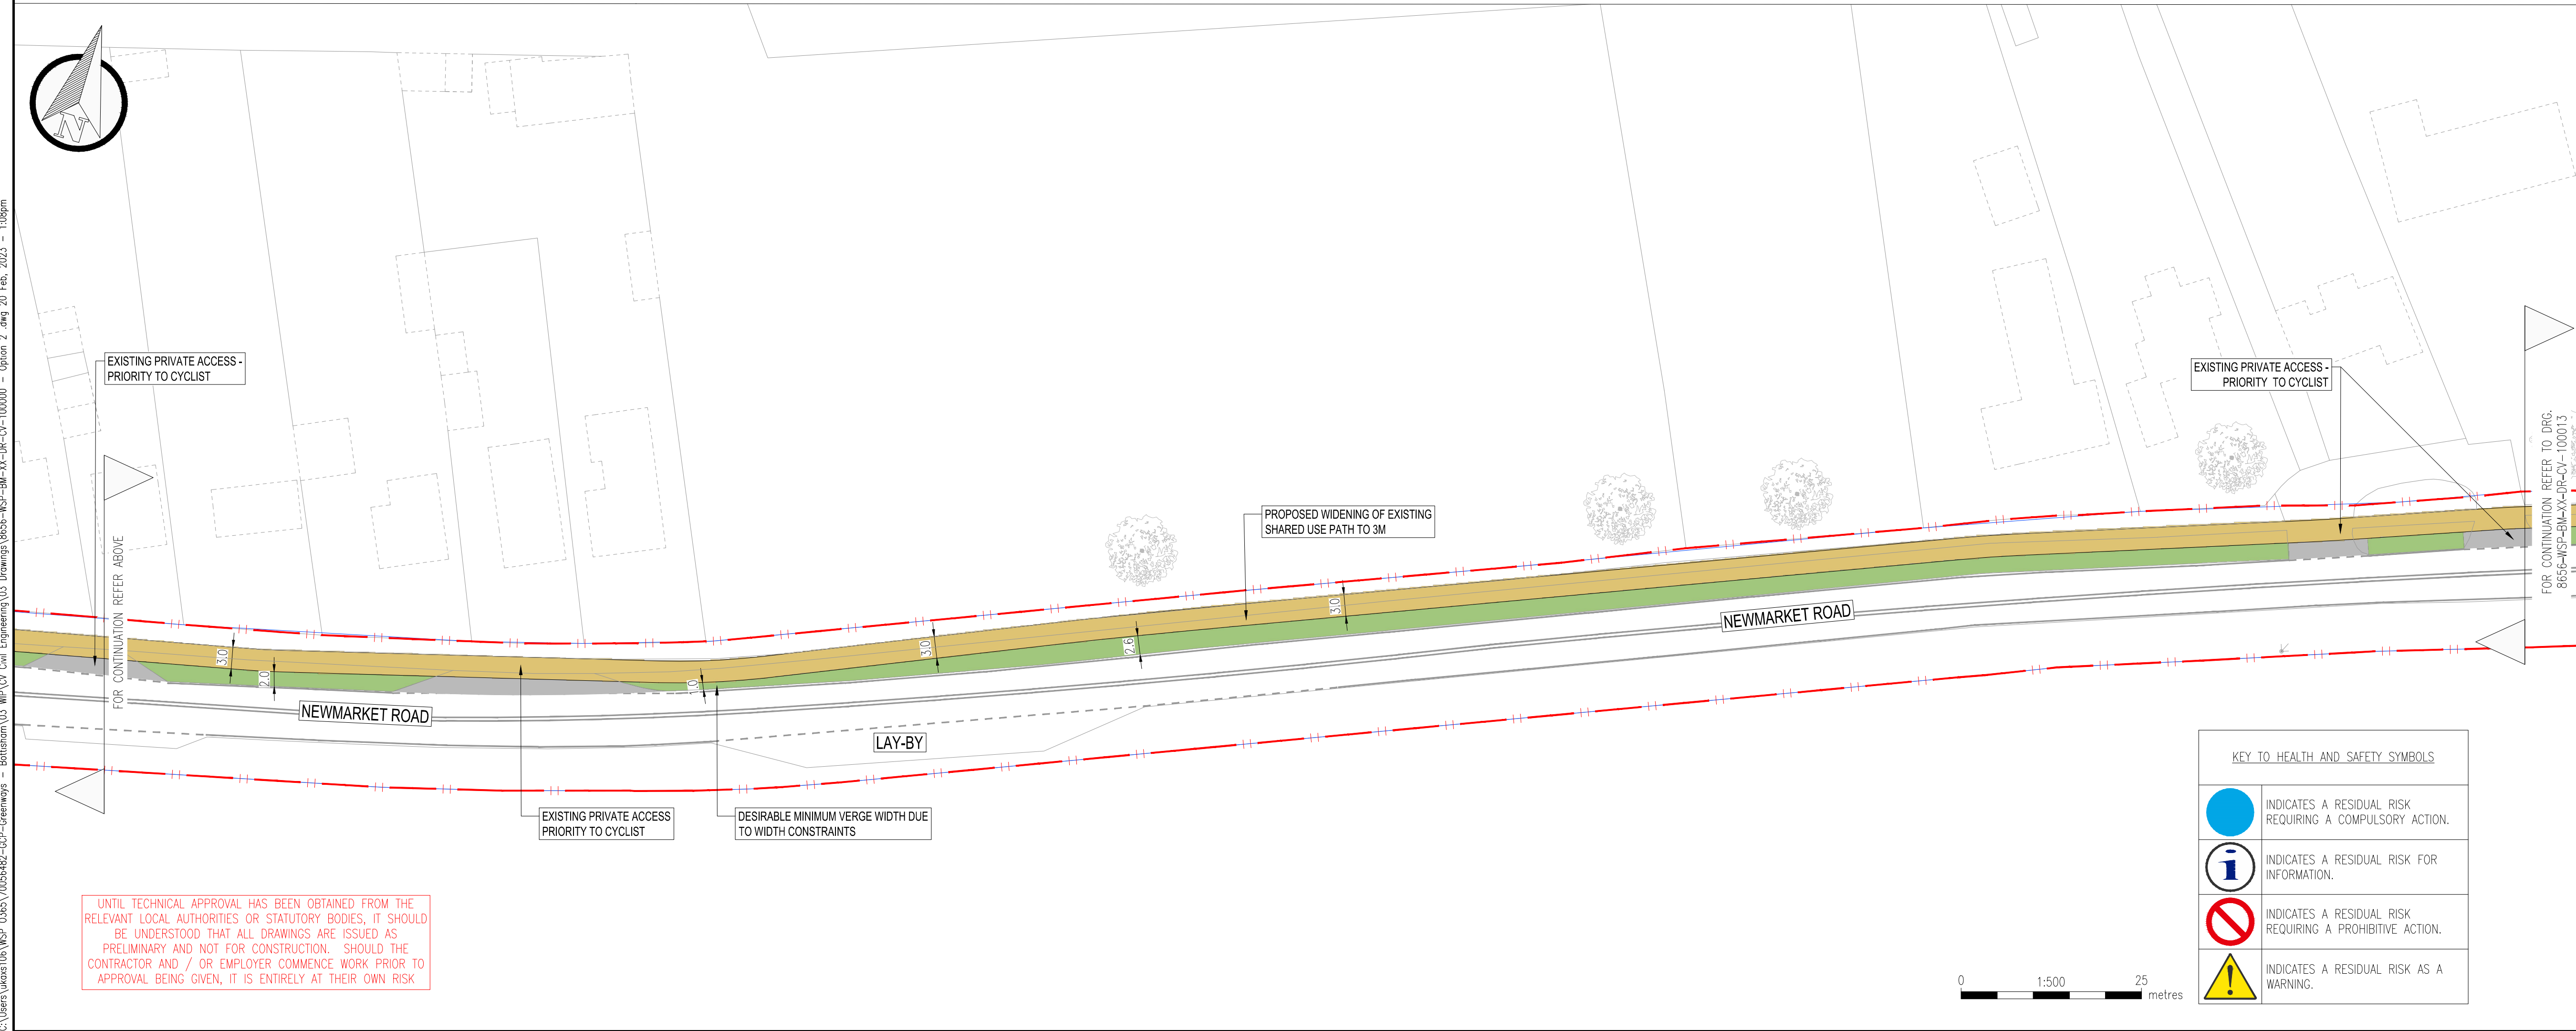 N
EXISTING PRIVATE ACCESS -
PRIORITY TO CYCLIST
FOR CONTINUATION REFER ABOVE
3.0
2.0
NEWMARKET ROAD
EXISTING PRIVATE ACCESS
PRIORITY TO CYCLIST
DESIRABLE MINIMUM VERGE WIDTH DUE
TO WIDTH CONSTRAINTS
LAY-BY
3.0
2.6
PROPOSED WIDENING OF EXISTING
SHARED USE PATH TO 3M
3.0
NEWMARKET ROAD
EXISTING PRIVATE ACCESS -
PRIORITY TO CYCLIST
FOR CONTINUATION REFER TO DRG.
8656-WSP-BM-XX-DR-CV-100013
UNTIL TECHNICAL APPROVAL HAS BEEN OBTAINED FROM THE
RELEVANT LOCAL AUTHORITIES OR STATUTORY BODIES, IT SHOULD
BE UNDERSTOOD THAT ALL DRAWINGS ARE ISSUED AS
PRELIMINARY AND NOT FOR CONSTRUCTION. SHOULD THE
CONTRACTOR AND / OR EMPLOYER COMMENCE WORK PRIOR TO
APPROVAL BEING GIVEN, IT IS ENTIRELY AT THEIR OWN RISK
0 1:500 25
metres
KEY TO HEALTH AND SAFETY SYMBOLS
INDICATES A RESIDUAL RISK
REQUIRING A COMPULSORY ACTION.
i
INDICATES A RESIDUAL RISK FOR
INFORMATION.
INDICATES A RESIDUAL RISK
REQUIRING A PROHIBITIVE ACTION.
!
INDICATES A RESIDUAL RISK AS A
WARNING.